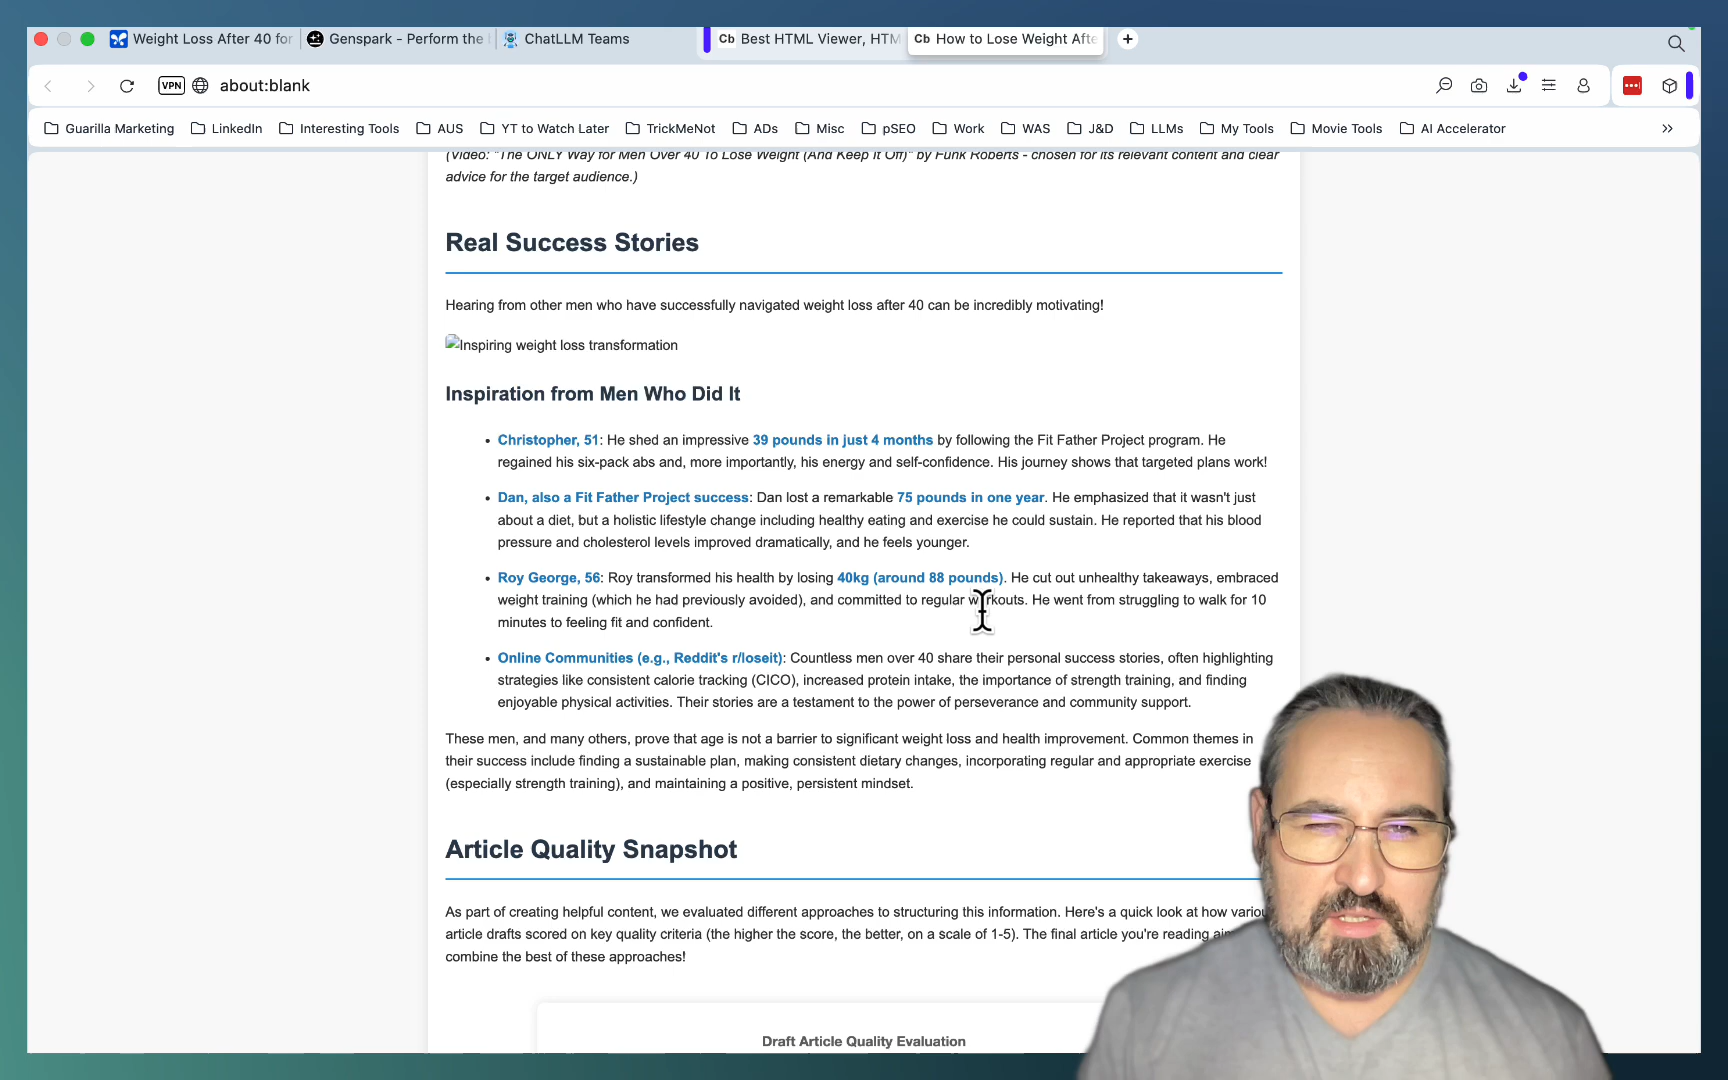 Weight Loss After 40 for
Genspark - Perform the
ChatLLM Teams
Cb Best HTML Viewer, HTM
Cb How to Lose Weight Afte
VPN about:blank
Guarilla Marketing LinkedIn Interesting Tools AUS YT to Watch Later TrickMeNot ADs Misc pSEO Work WAS J&D LLMs My Tools Movie Tools AI Accelerator
(Video: "The ONLY Way for Men Over 40 To Lose Weight (And Keep It Off)" by Funk Roberts - chosen for its relevant content and clear
advice for the target audience.)
Real Success Stories
Hearing from other men who have successfully navigated weight loss after 40 can be incredibly motivating!
Inspiring weight loss transformation
Inspiration from Men Who Did It
• Christopher, 51: He shed an impressive 39 pounds in just 4 months by following the Fit Father Project program. He
regained his six-pack abs and, more importantly, his energy and self-confidence. His journey shows that targeted plans work!
• Dan, also a Fit Father Project success: Dan lost a remarkable 75 pounds in one year. He emphasized that it wasn't just
about a diet, but a holistic lifestyle change including healthy eating and exercise he could sustain. He reported that his blood
pressure and cholesterol levels improved dramatically, and he feels younger.
• Roy George, 56: Roy transformed his health by losing 40kg (around 88 pounds). He cut out unhealthy takeaways, embraced
weight training (which he had previously avoided), and committed to regular workouts. He went from struggling to walk for 10
minutes to feeling fit and confident.
• Online Communities (e.g., Reddit's r/loseit): Countless men over 40 share their personal success stories, often highlighting
strategies like consistent calorie tracking (CICO), increased protein intake, the importance of strength training, and finding
enjoyable physical activities. Their stories are a testament to the power of perseverance and community support.
These men, and many others, prove that age is not a barrier to significant weight loss and health improvement. Common themes in
their success include finding a sustainable plan, making consistent dietary changes, incorporating regular and appropriate exercise
(especially strength training), and maintaining a positive, persistent mindset.
Article Quality Snapshot
As part of creating helpful content, we evaluated different approaches to structuring this information. Here's a quick look at how
article drafts scored on key quality criteria (the higher the score, the better, on a scale of 1-5). The final article you're reading
combine the best of these approaches!
Draft Article Quality Evaluation